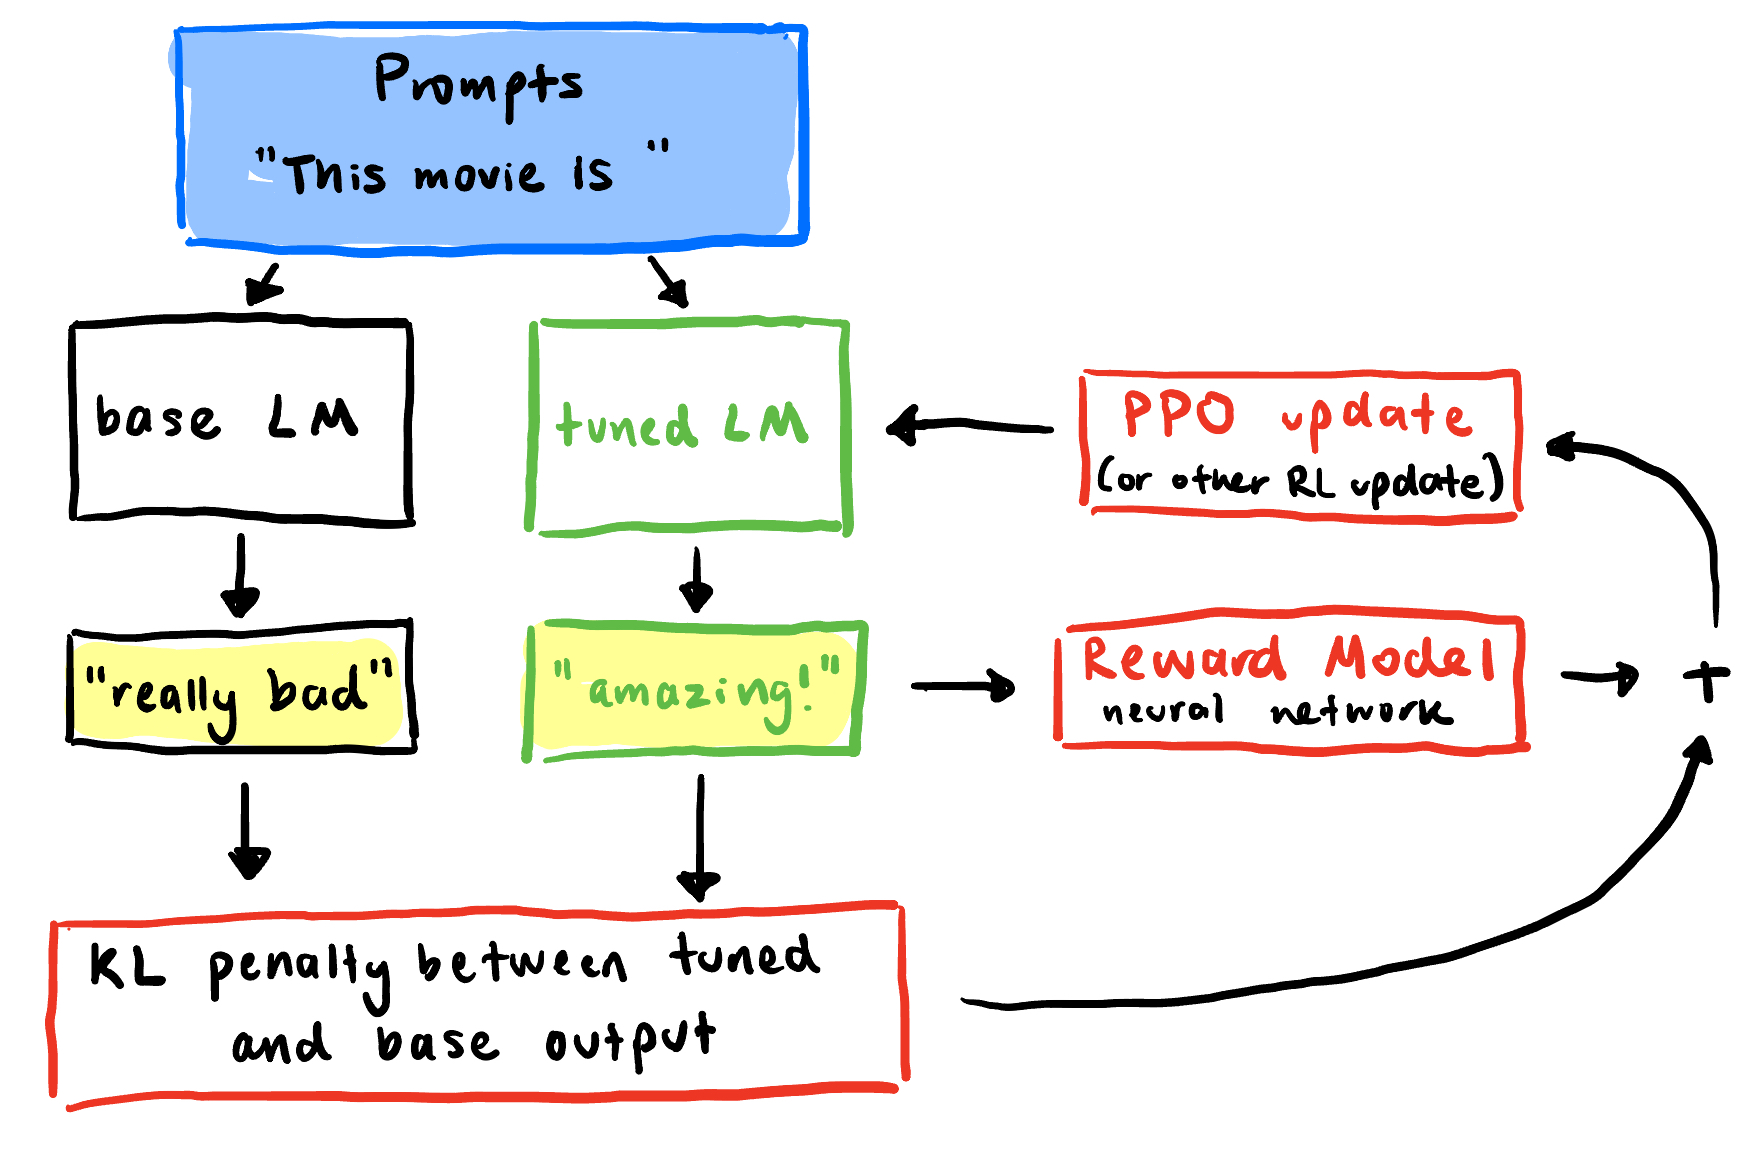 Prompts
"This movie is "
base LM
tuned LM
PPO update
(or other RL update)
"really bad"
"amazing!"
Reward Model
neural network
+
KL penalty between tuned
and base output